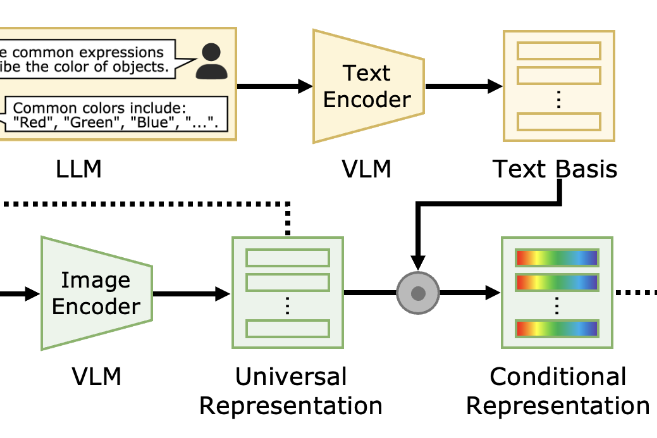 e common expressions
ibe the color of objects.
Common colors include:
"Red", "Green", "Blue", "...".
LLM
Text
Encoder
VLM
Text Basis
Image
Encoder
VLM
Universal
Representation
Conditional
Representation